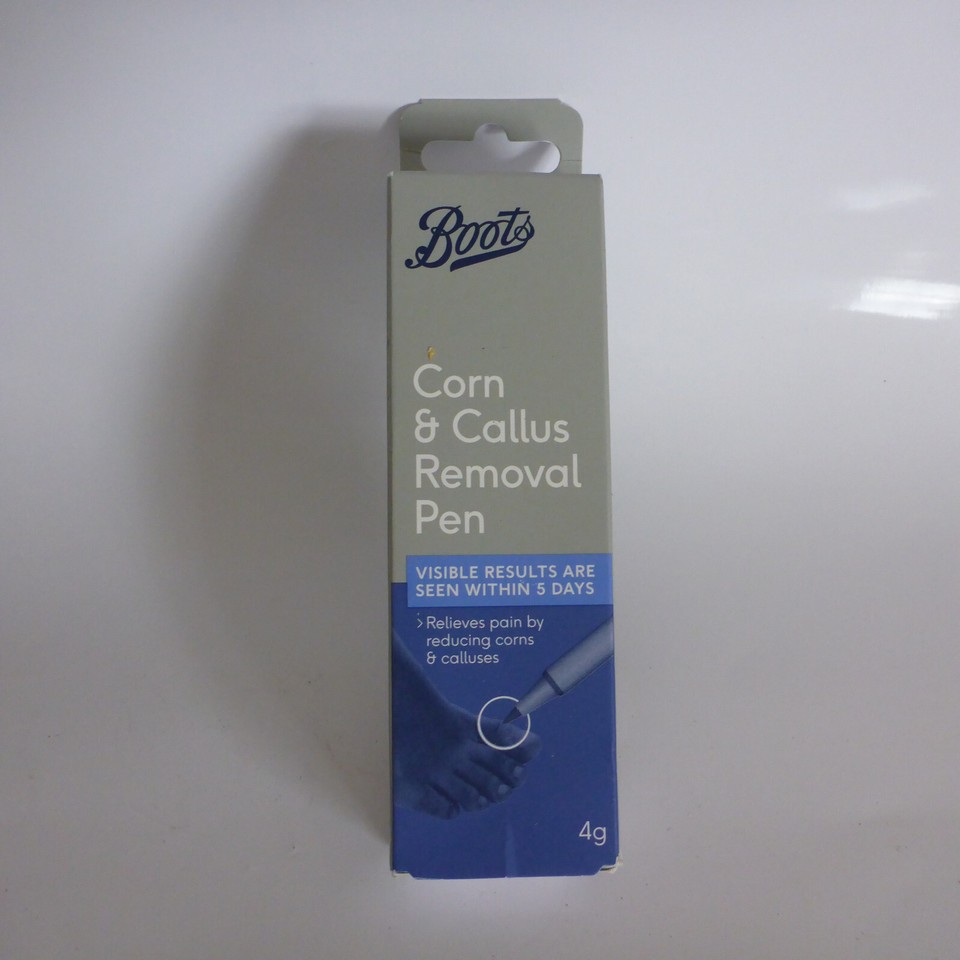 Boots
Corn
& Callus
Removal
Pen
VISIBLE RESULTS ARE
SEEN WITHIN 5 DAYS
> Relieves pain by
reducing corns
& calluses
4g